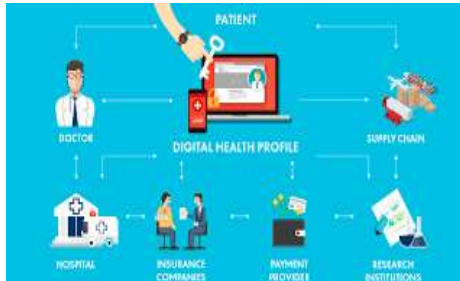 PATIENT
DOCTOR
DIGITAL HEALTH PROFILE
SUPPLY CHAIN
HOSPITAL
INSURANCE
COMPANIES
PAYMENT
PROVIDER
RESEARCH
INSTITUTIONS